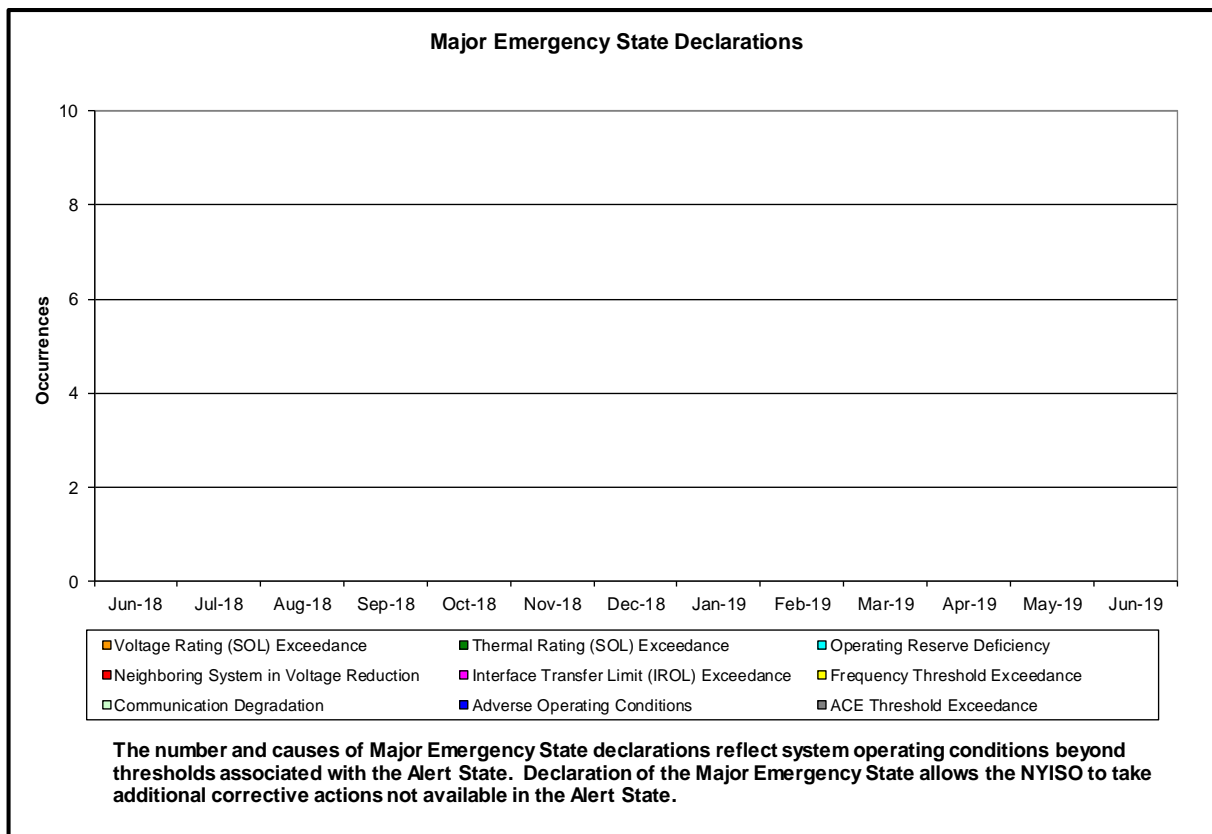 Major Emergency State Declarations
10
8
6
4
2
0
Occurrences
Jun-18 Jul-18 Aug-18 Sep-18 Oct-18 Nov-18 Dec-18 Jan-19 Feb-19 Mar-19 Apr-19 May-19 Jun-19
Voltage Rating (SOL) Exceedance Thermal Rating (SOL) Exceedance Operating Reserve Deficiency
Neighboring System in Voltage Reduction Interface Transfer Limit (IROL) Exceedance Frequency Threshold Exceedance
Communication Degradation Adverse Operating Conditions ACE Threshold Exceedance
The number and causes of Major Emergency State declarations reflect system operating conditions beyond
thresholds associated with the Alert State. Declaration of the Major Emergency State allows the NYISO to take
additional corrective actions not available in the Alert State.